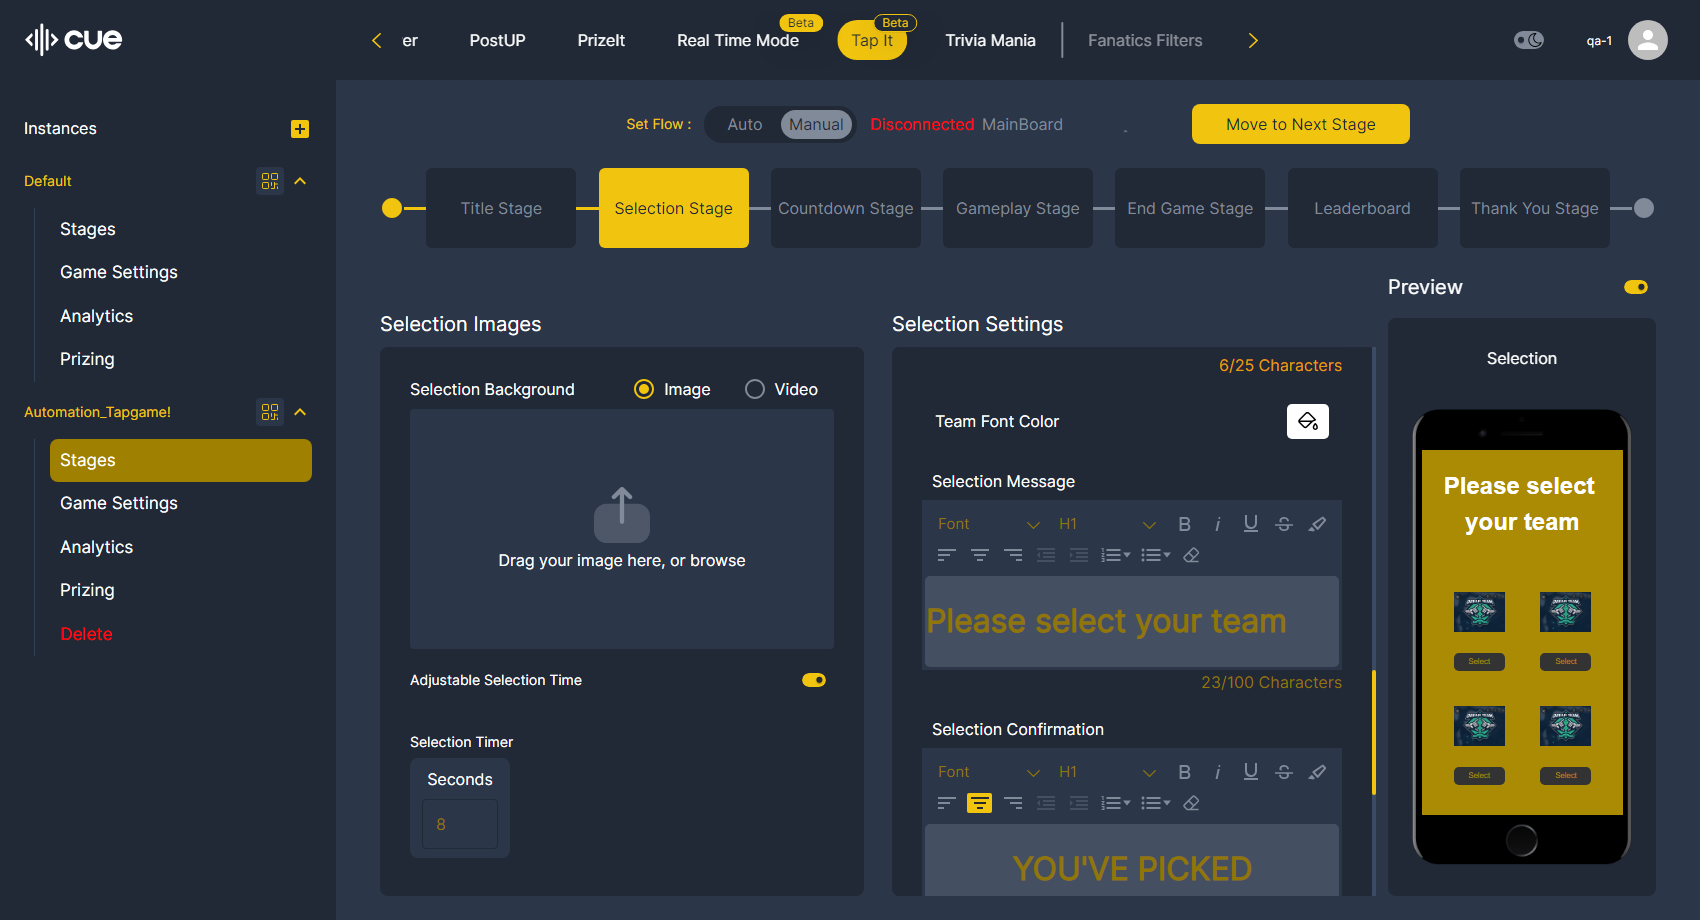 cue
er
PostUP
PrizeIt
Real Time Mode
Beta
Tap It
Beta
Trivia Mania
Fanatics Filters
qa-1
Instances
Default
Stages
Game Settings
Analytics
Prizing
Automation_Tapgame!
Stages
Game Settings
Analytics
Prizing
Delete
Set Flow :
Auto
Manual
Disconnected MainBoard
-
Move to Next Stage
Title Stage
Selection Stage
Countdown Stage
Gameplay Stage
End Game Stage
Leaderboard
Thank You Stage
Selection Images
Selection Background
Image
Video
Drag your image here, or browse
Adjustable Selection Time
Selection Timer
Seconds
8
Selection Settings
6/25 Characters
Team Font Color
Selection Message
Font
H1
B
i
U
S
Please select your team
23/100 Characters
Selection Confirmation
Font
H1
B
i
U
S
YOU'VE PICKED
Preview
Selection
Please select
your team
Select
Select
Select
Select